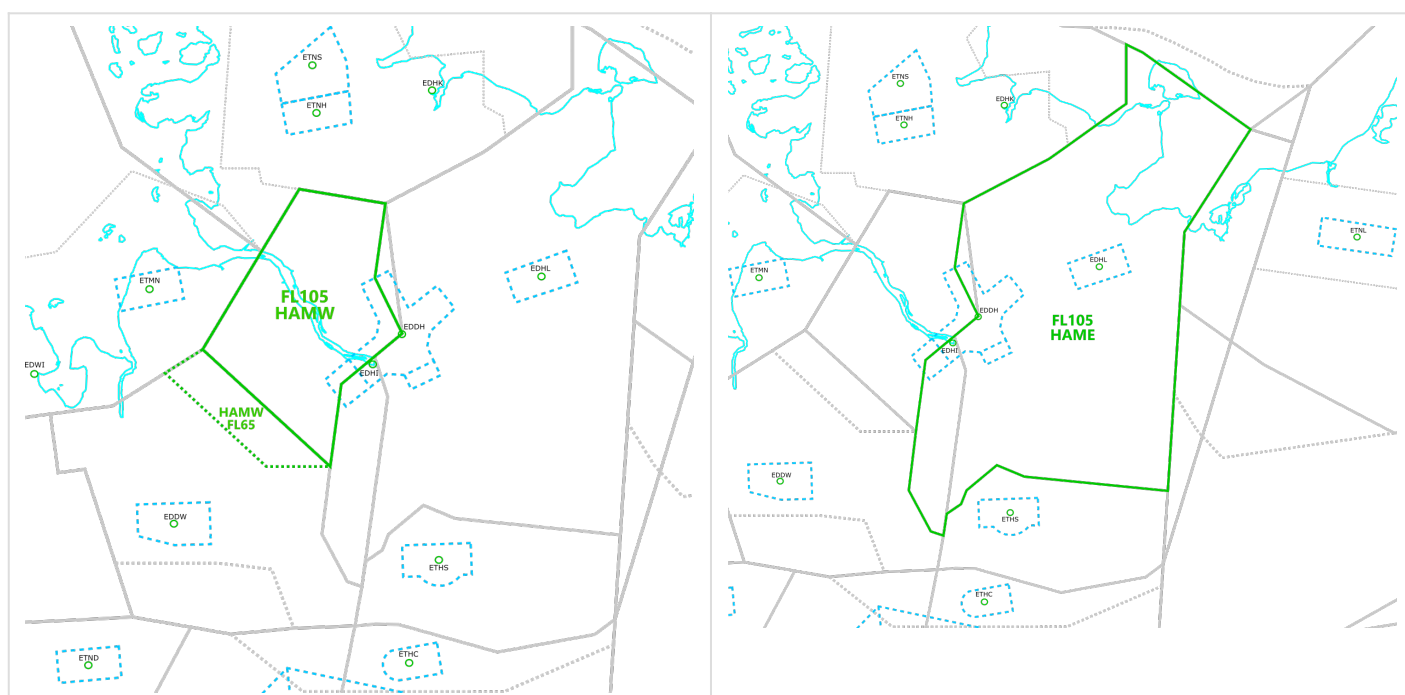 ETNS
ETNH
EDHK
ETMN
FL105
HAMW
EDHL
EDDH
EDHI
EDWI
HAMW
FL65
EDDW
ETHS
ETND
ETHC
ETNS
EDHK
ETNH
ETNL
EDHL
ETMN
EDDH
FL105
HAME
EDHI
EDDW
ETHS
ETHC